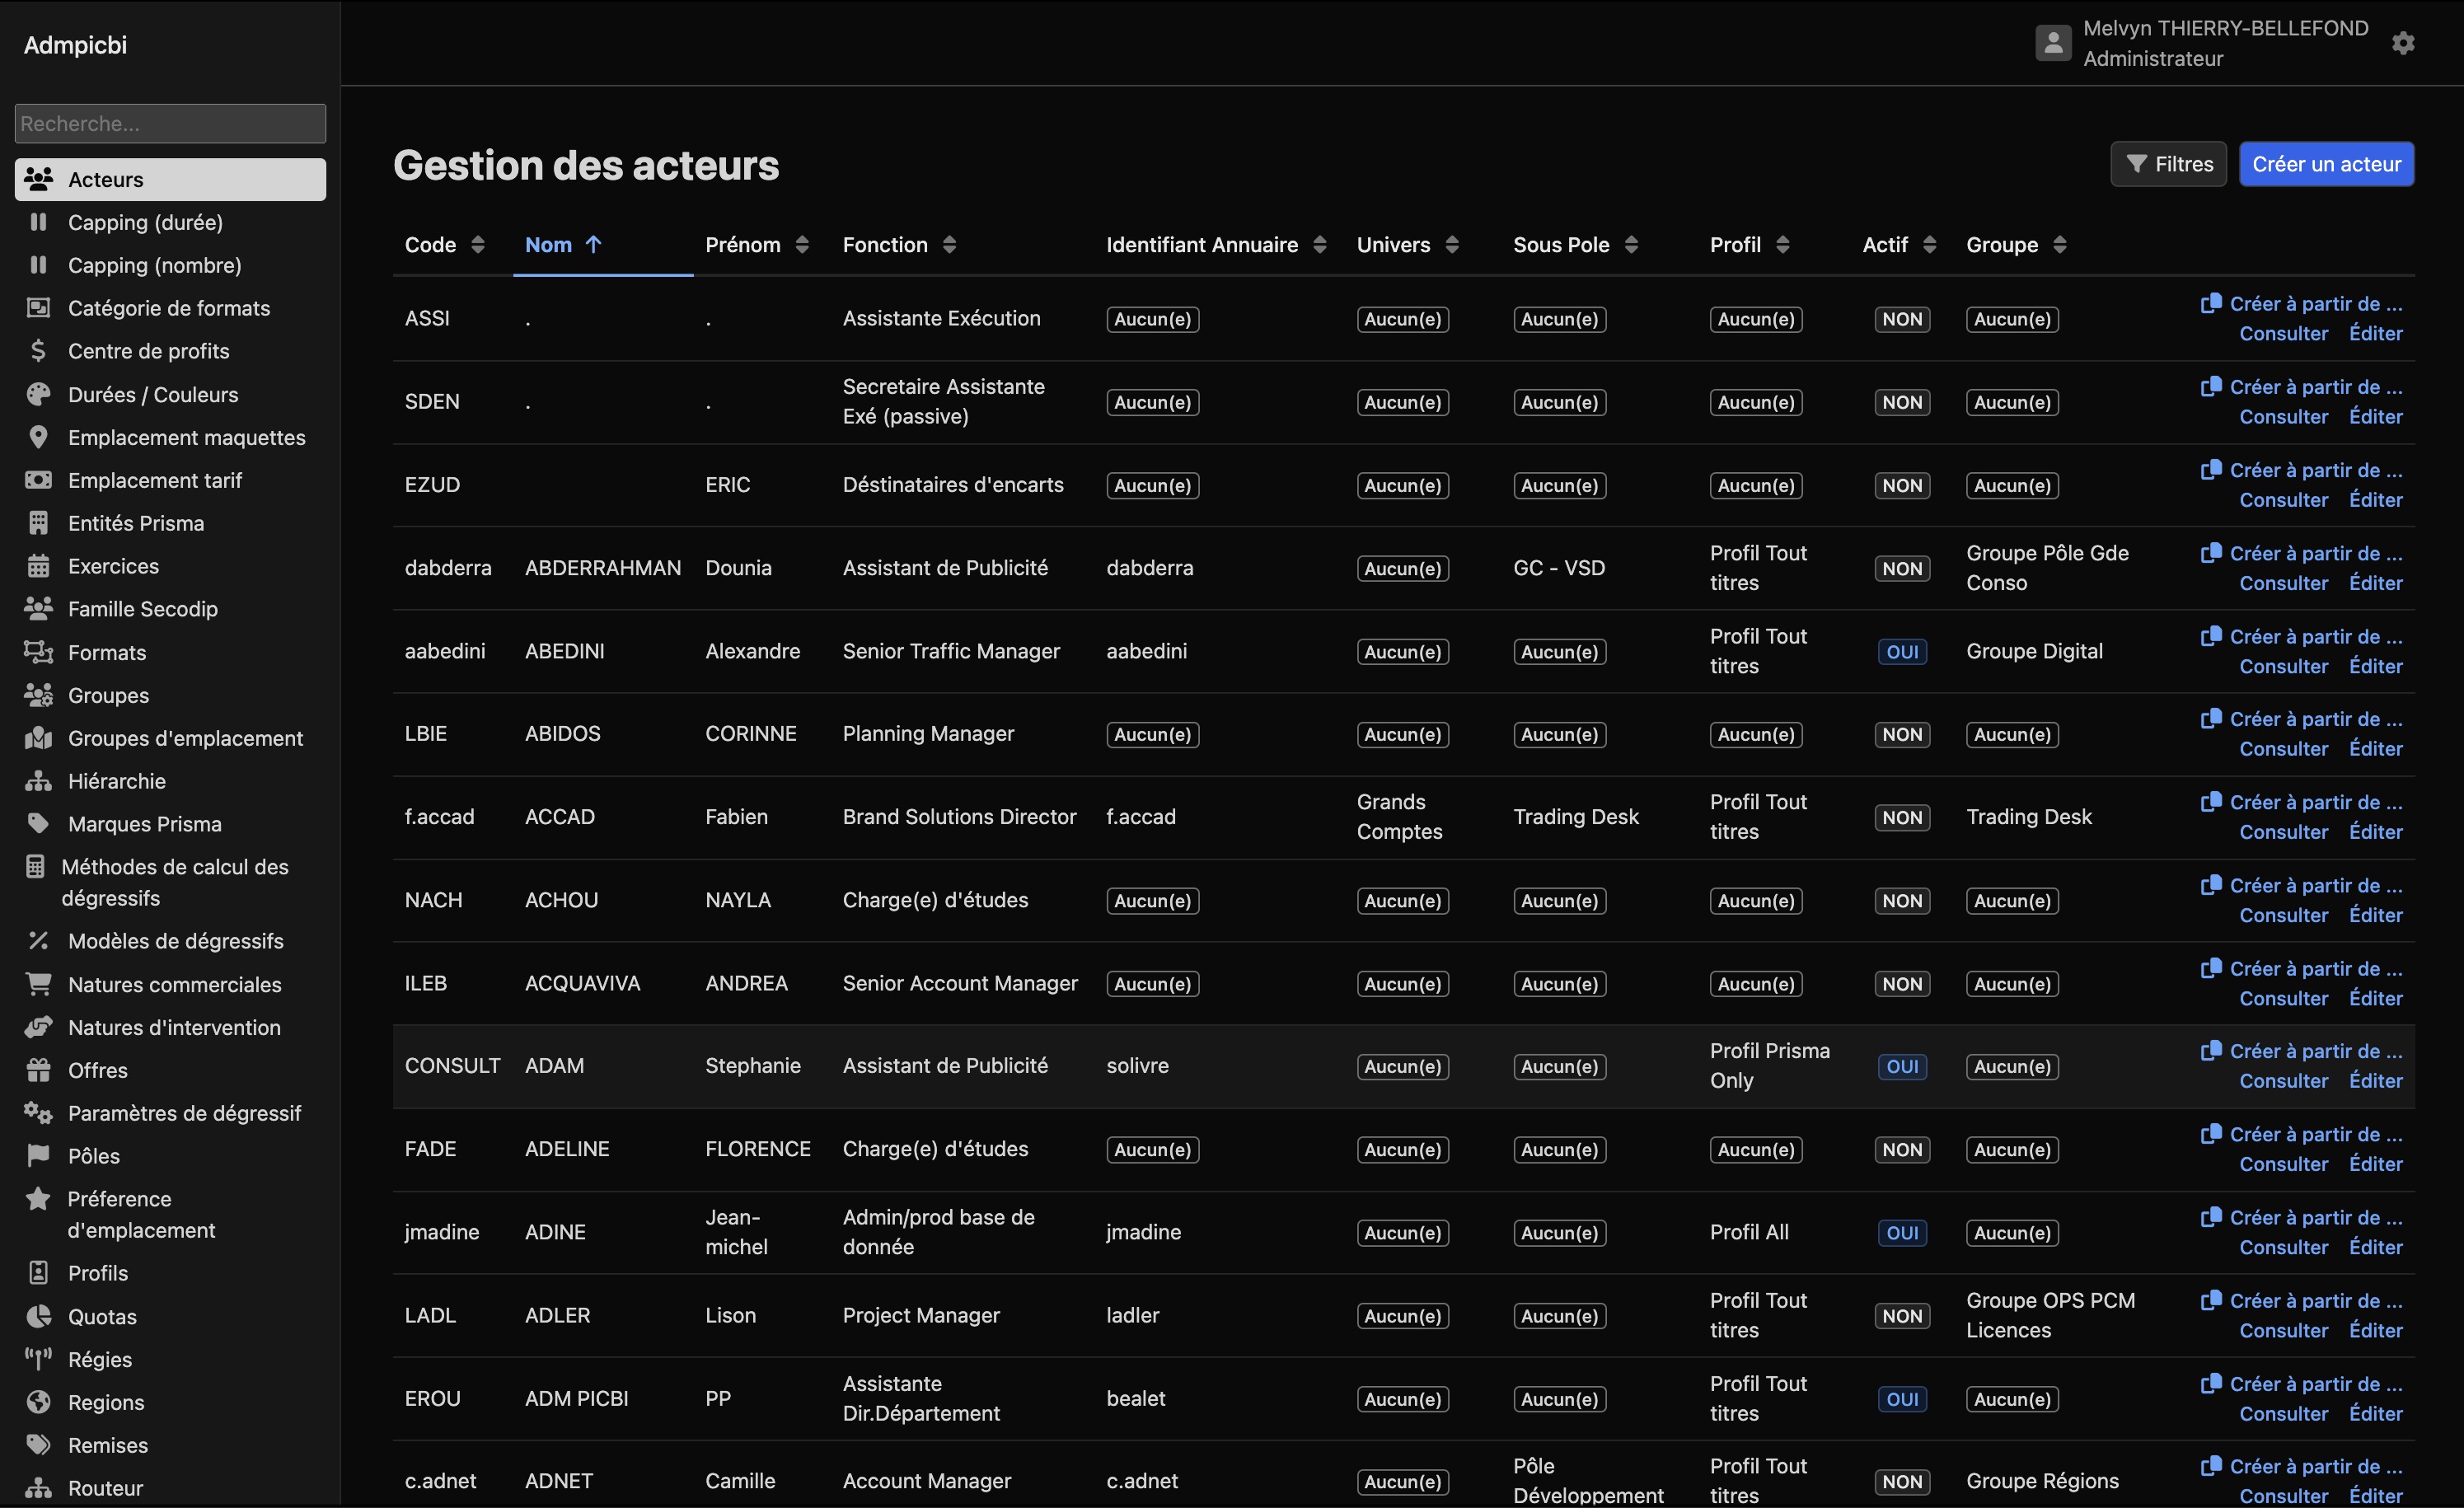 Admpicbi
Melvyn THIERRY-BELLEFOND
Administrateur
Recherche...
Acteurs
Capping (durée)
Capping (nombre)
Catégorie de formats
Centre de profits
Durées / Couleurs
Emplacement maquettes
Emplacement tarif
Entités Prisma
Exercices
Famille Secodip
Formats
Groupes
Groupes d'emplacement
Hiérarchie
Marques Prisma
Méthodes de calcul des
dégressifs
Modèles de dégressifs
Natures commerciales
Natures d'intervention
Offres
Paramètres de dégressif
Pôles
Préference
d'emplacement
Profils
Quotas
Régies
Regions
Remises
Routeur
Gestion des acteurs
Filtres
Créer un acteur
Code Nom Prénom Fonction Identifiant Annuaire Univers Sous Pole Profil Actif Groupe
ASSI . . Assistante Exécution Aucun(e) Aucun(e) Aucun(e) Aucun(e) NON Aucun(e) Créer à partir de ...
Consulter Éditer
SDEN . . Secretaire Assistante
Exé (passive) Aucun(e) Aucun(e) Aucun(e) Aucun(e) NON Aucun(e) Créer à partir de ...
Consulter Éditer
EZUD ERIC Déstinataires d'encarts Aucun(e) Aucun(e) Aucun(e) Aucun(e) NON Aucun(e) Créer à partir de ...
Consulter Éditer
dabderra ABDERRAHMAN Dounia Assistant de Publicité dabderra Aucun(e) GC - VSD Profil Tout
titres NON Groupe Pôle Gde
Conso Créer à partir de ...
Consulter Éditer
aabedini ABEDINI Alexandre Senior Traffic Manager aabedini Aucun(e) Aucun(e) Profil Tout
titres OUI Groupe Digital Créer à partir de ...
Consulter Éditer
LBIE ABIDOS CORINNE Planning Manager Aucun(e) Aucun(e) Aucun(e) Aucun(e) NON Aucun(e) Créer à partir de ...
Consulter Éditer
f.accad ACCAD Fabien Brand Solutions Director f.accad Grands
Comptes Trading Desk Profil Tout
titres NON Trading Desk Créer à partir de ...
Consulter Éditer
NACH ACHOU NAYLA Charge(e) d'études Aucun(e) Aucun(e) Aucun(e) Aucun(e) NON Aucun(e) Créer à partir de ...
Consulter Éditer
ILEB ACQUAVIVA ANDREA Senior Account Manager Aucun(e) Aucun(e) Aucun(e) Aucun(e) NON Aucun(e) Créer à partir de ...
Consulter Éditer
CONSULT ADAM Stephanie Assistant de Publicité solivre Aucun(e) Aucun(e) Profil Prisma
Only OUI Aucun(e) Créer à partir de ...
Consulter Éditer
FADE ADELINE FLORENCE Charge(e) d'études Aucun(e) Aucun(e) Aucun(e) Aucun(e) NON Aucun(e) Créer à partir de ...
Consulter Éditer
jmadine ADINE Jean-
michel Admin/prod base de
donnée jmadine Aucun(e) Aucun(e) Profil All OUI Aucun(e) Créer à partir de ...
Consulter Éditer
LADL ADLER Lison Project Manager ladler Aucun(e) Aucun(e) Profil Tout
titres NON Groupe OPS PCM
Licences Créer à partir de ...
Consulter Éditer
EROU ADM PICBI PP Assistante
Dir.Département bealet Aucun(e) Aucun(e) Profil Tout
titres OUI Aucun(e) Créer à partir de ...
Consulter Éditer
c.adnet ADNET Camille Account Manager c.adnet Aucun(e) Pôle
Développement Profil Tout
titres NON Groupe Régions Créer à partir de ...
Consulter Éditer